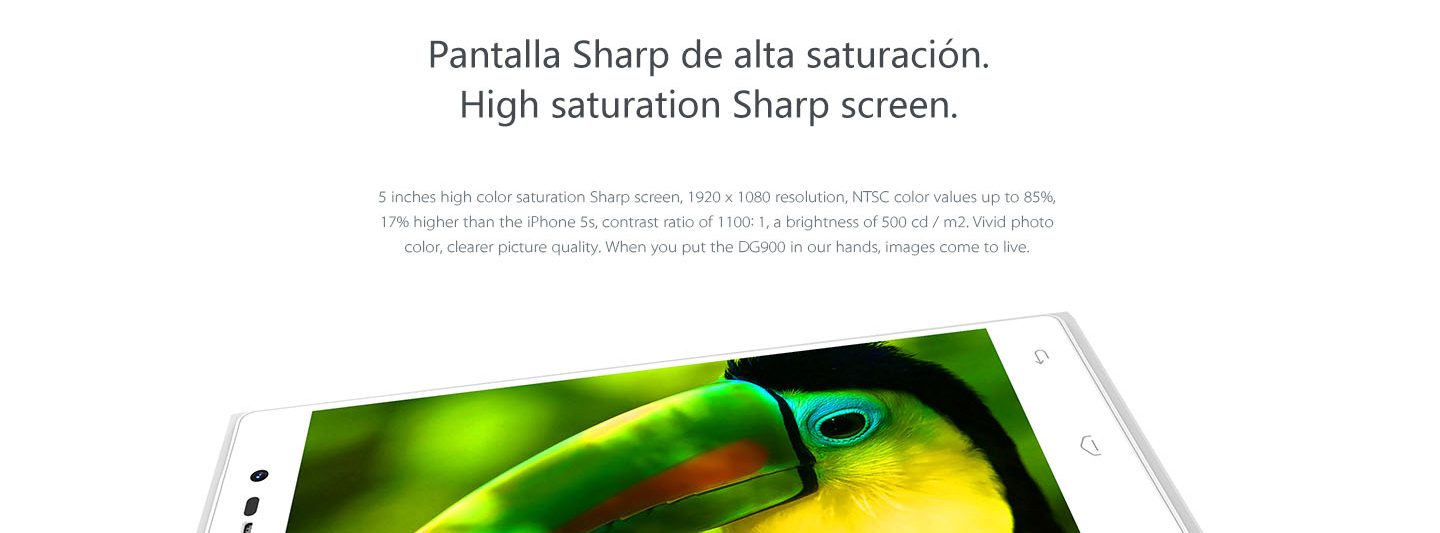 Pantalla Sharp de alta saturación.
High saturation Sharp screen.
5 inches high color saturation Sharp screen, 1920 x 1080 resolution, NTSC color values up to 85%,
17% higher than the iPhone 5s, contrast ratio of 1100: 1, a brightness of 500 cd / m2. Vivid photo
color, clearer picture quality. When you put the DG900 in our hands, images come to live.